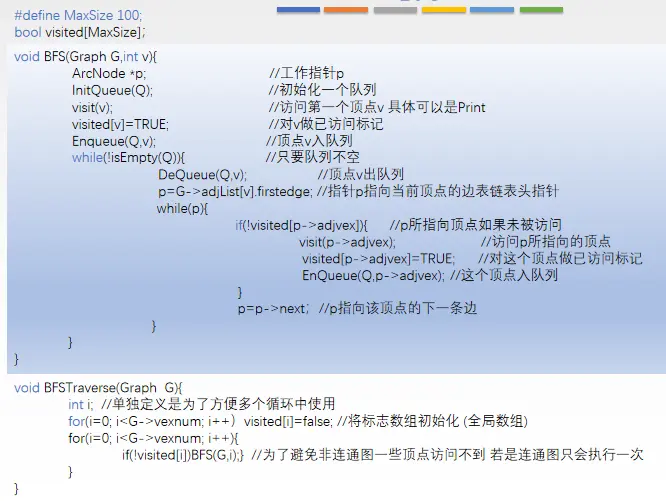 #define MaxSize 100;
bool visited[MaxSize];
void BFS(Graph G,int v){
ArcNode *p; //工作指针p
InitQueue(Q); //初始化一个队列
visit(v); //访问第一个顶点v 具体可以是Print
visited[v]=TRUE; //对v做已访问标记
Enqueue(Q,v); //顶点v入队列
while(!isEmpty(Q)){ //只要队列不空
DeQueue(Q,v); //顶点v出队列
p=G->adjList[v].firstedge; //指针p指向当前顶点的边表链表头指针
while(p){
if(!visited[p->adjvex]){ //p所指向顶点如果未被访问
visit(p->adjvex); //访问p所指向的顶点
visited[p->adjvex]=TRUE; //对这个顶点做已访问标记
EnQueue(Q,p->adjvex); //这个顶点入队列
}
p=p->next; //p指向该顶点的下一条边
}
}
}
void BFSTraverse(Graph G){
int i; //单独定义是为了方便多个循环中使用
for(i=0; i<G->vexnum; i++）visited[i]=false; //将标志数组初始化 (全局数组)
for(i=0; i<G->vexnum; i++){
if(!visited[i])BFS(G,i);} //为了避免非连通图一些顶点访问不到 若是连通图只会执行一次
}
}